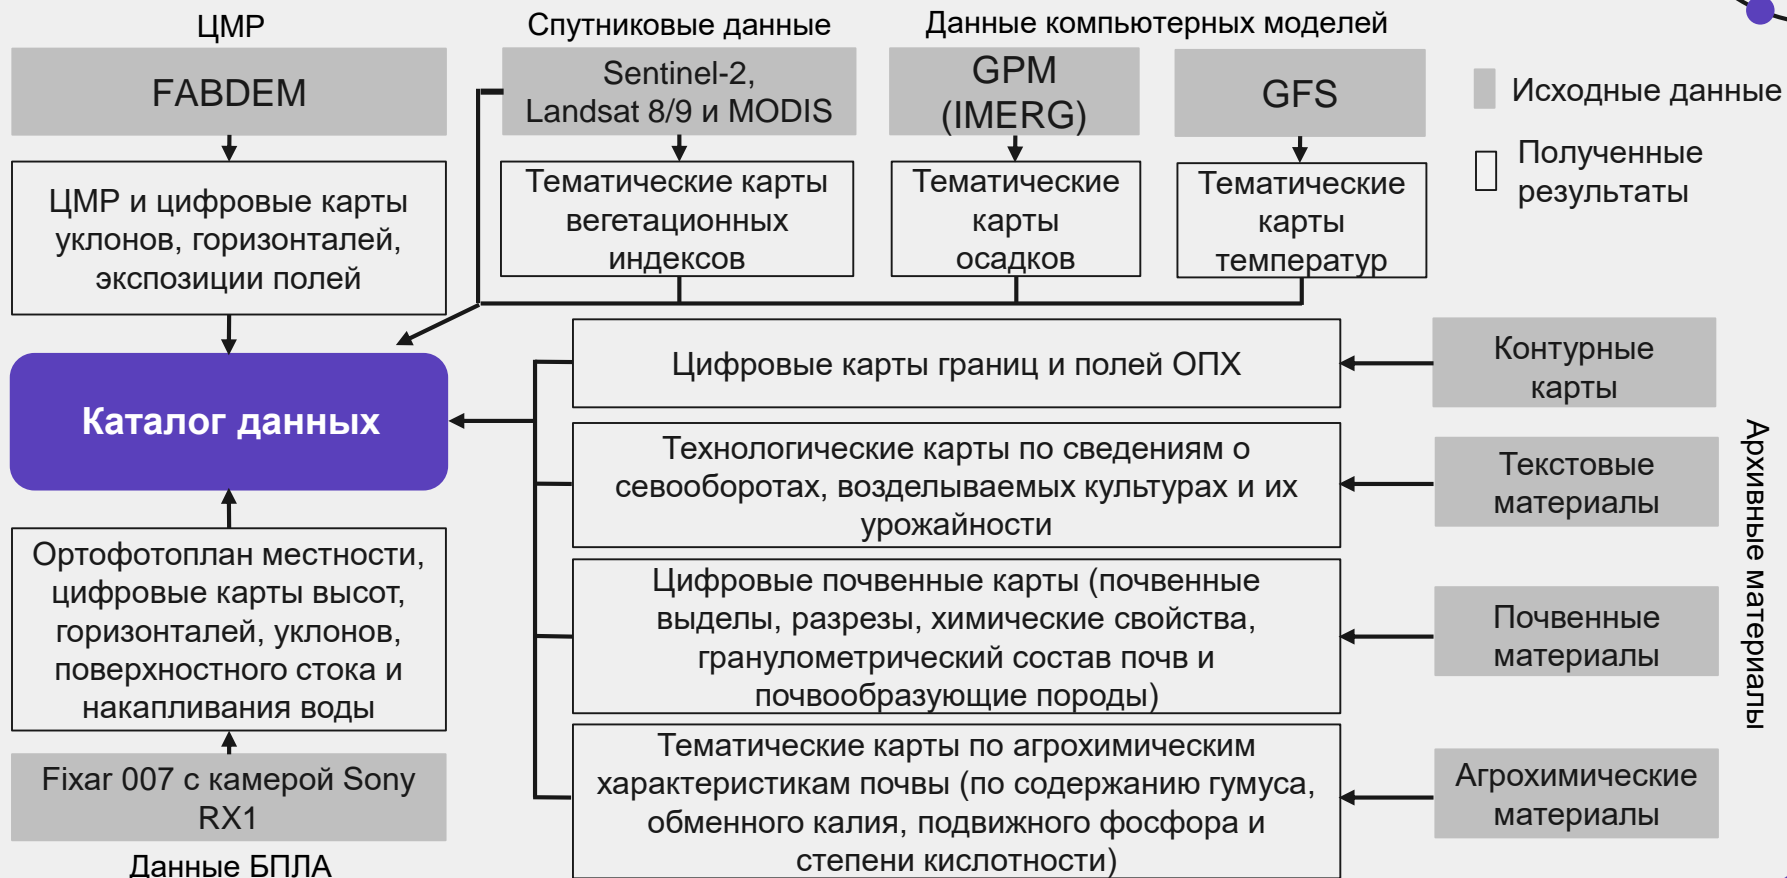 ЦМР
Спутниковые данные
Данные компьютерных моделей
FABDEM
Sentinel-2,
Landsat 8/9 и MODIS
GPM
(IMERG)
GFS
Исходные данные
Полученные
результаты
ЦМР и цифровые карты
уклонов, горизонталей,
экспозиции полей
Тематические карты
вегетационных
индексов
Тематические
карты
осадков
Тематические
карты
температур
Каталог данных
Цифровые карты границ и полей ОПХ
Контурные
карты
Технологические карты по сведениям о
севооборотах, возделываемых культурах и их
урожайности
Текстовые
материалы
Цифровые почвенные карты (почвенные
выделы, разрезы, химические свойства,
гранулометрический состав почв и
почвообразующие породы)
Почвенные
материалы
Тематические карты по агрохимическим
характеристикам почвы (по содержанию гумуса,
обменного калия, подвижного фосфора и
степени кислотности)
Агрохимические
материалы
Архивные материалы
Ортофотоплан местности,
цифровые карты высот,
горизонталей, уклонов,
поверхностного стока и
накапливания воды
Fixar 007 с камерой Sony
RX1
Данные БПЛА